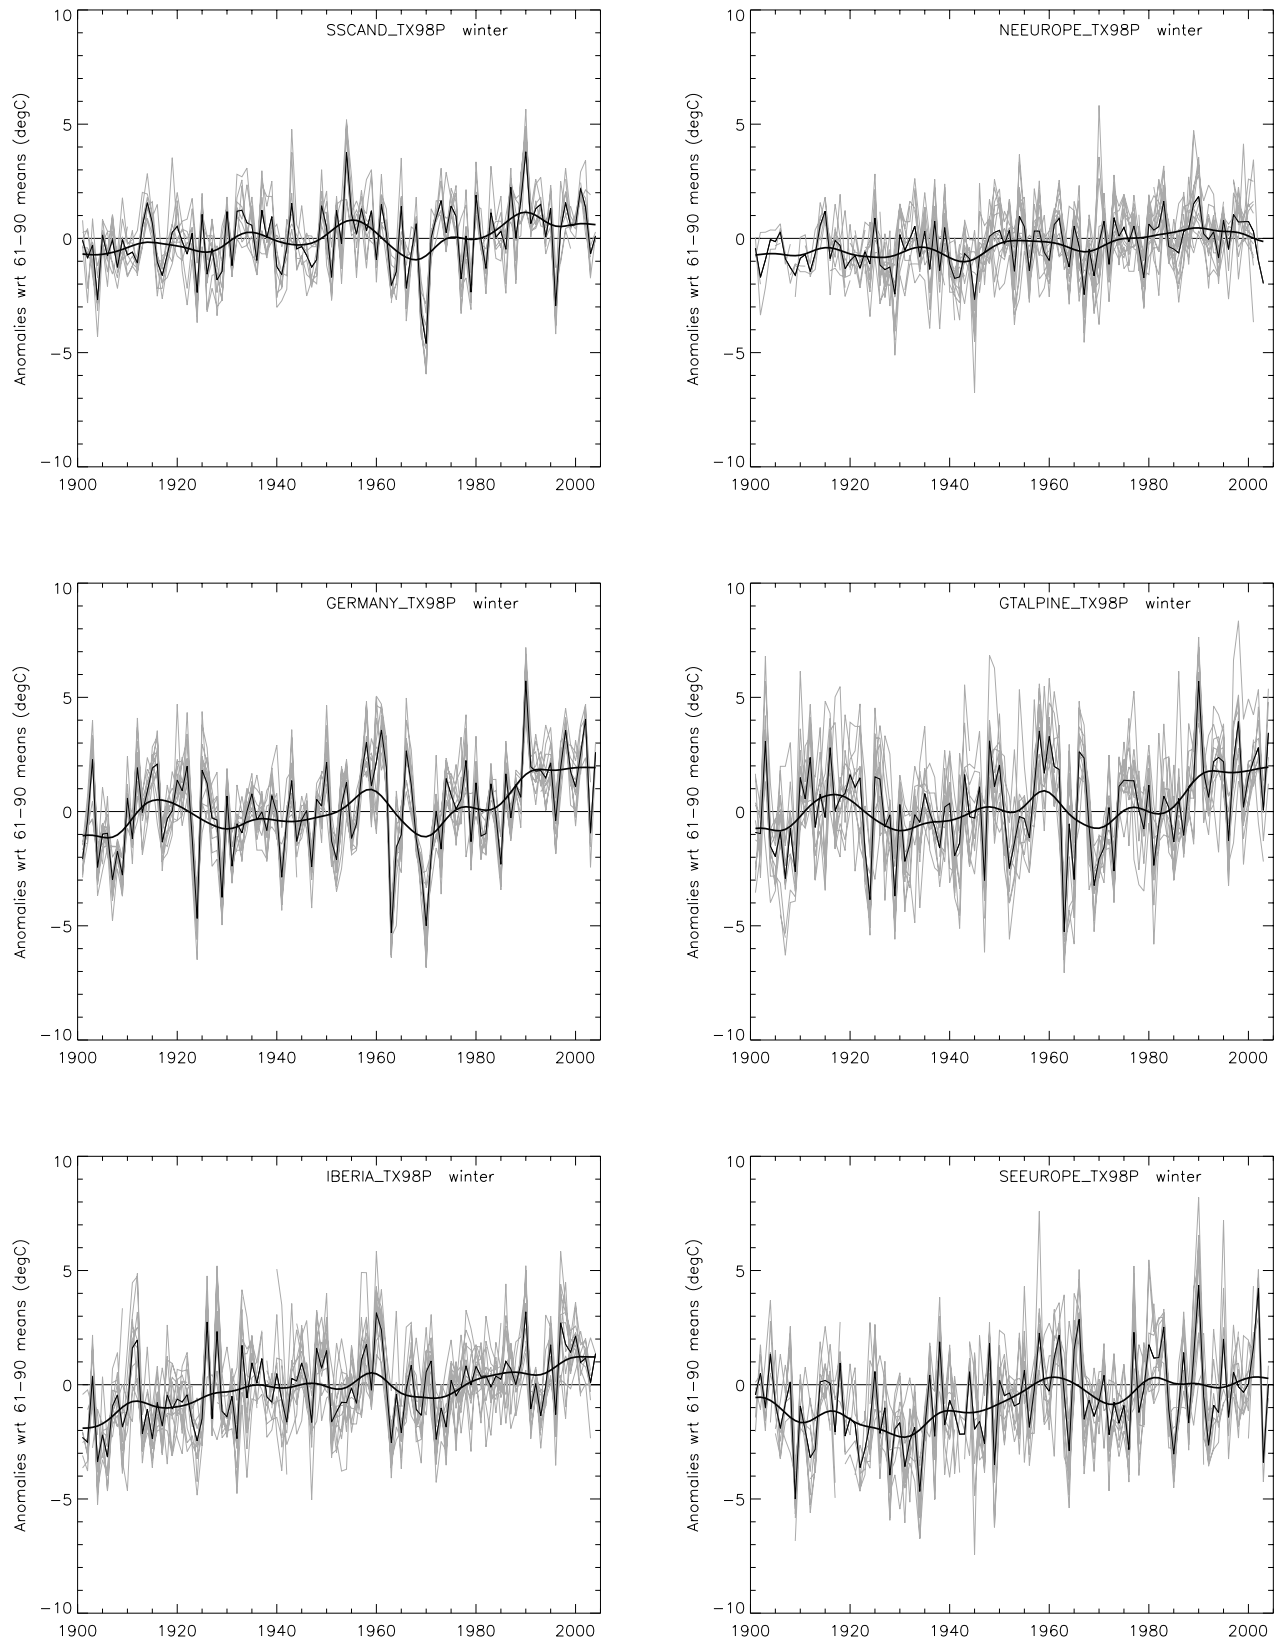 SSCAND_TX98P winter
10
5
0
−5
−10
Anomalies wrt 61−90 means (degC)
1900 1920 1940 1960 1980 2000
NEEUROPE_TX98P winter
10
5
0
−5
−10
Anomalies wrt 61−90 means (degC)
1900 1920 1940 1960 1980 2000
GERMANY_TX98P winter
10
5
0
−5
−10
Anomalies wrt 61−90 means (degC)
1900 1920 1940 1960 1980 2000
GTALPINE_TX98P winter
10
5
0
−5
−10
Anomalies wrt 61−90 means (degC)
1900 1920 1940 1960 1980 2000
IBERIA_TX98P winter
10
5
0
−5
−10
Anomalies wrt 61−90 means (degC)
1900 1920 1940 1960 1980 2000
SEEUROPE_TX98P winter
10
5
0
−5
−10
Anomalies wrt 61−90 means (degC)
1900 1920 1940 1960 1980 2000